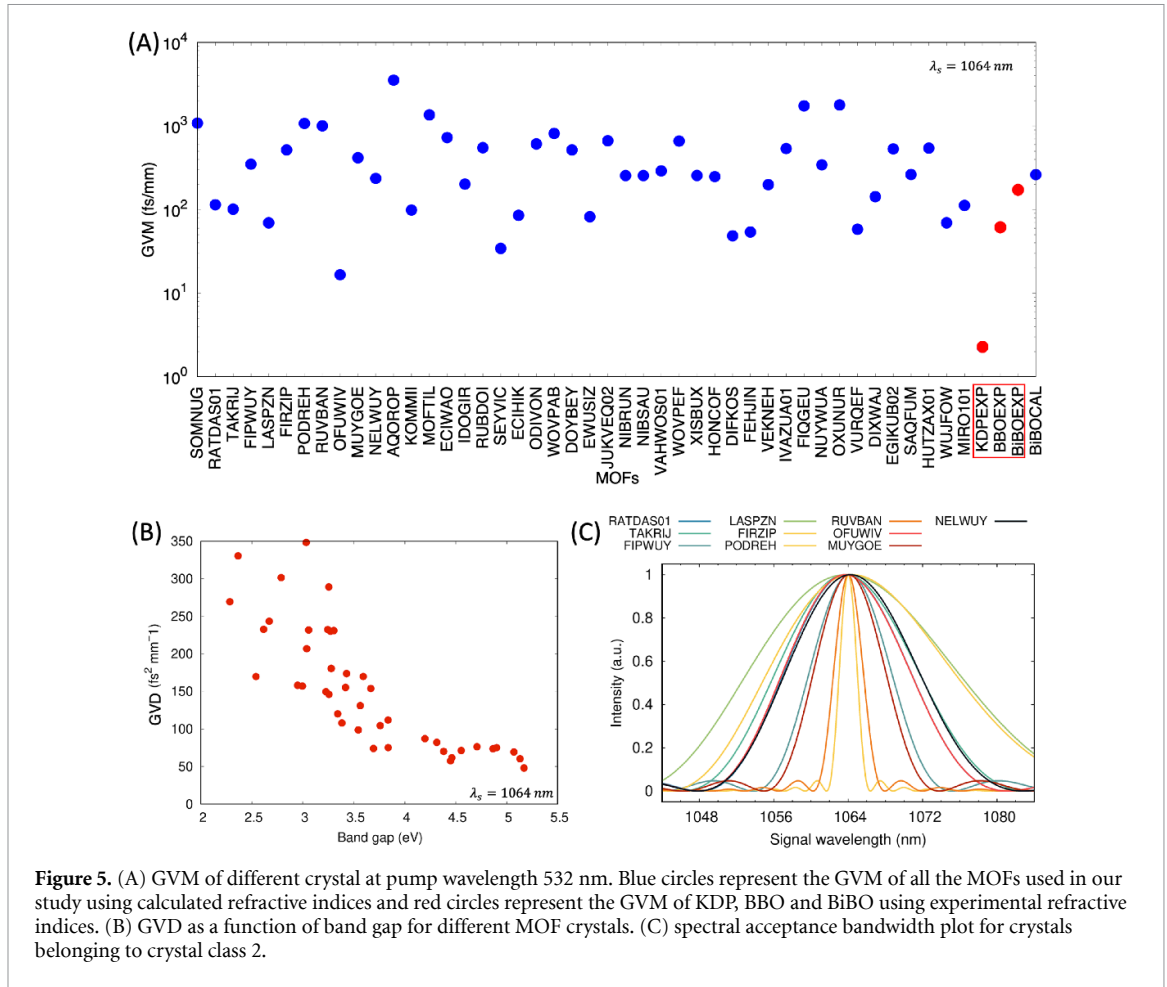 (A)
10⁴
10³
10²
10¹
10⁰
GVM (fs/mm)
λₛ = 1064 nm
SOMNUG
RATDAS01
TAKRIJ
FIPWUY
LASPZN
FIRZIP
PODREH
RUVBAN
OFUWIV
MUYGOE
NELWUY
AQOROP
KOMMII
MOFTIL
ECIWAO
IDOGIR
RUBDOI
SEYVIC
ECIHIK
ODIVON
WOVPAB
DOYBEY
EWUSIZ
JUKVEQ02
NIBRUN
NIBSAU
VAHWOS01
WOVPEF
XISBUX
HONCOF
DIFKOS
FEHJIN
VEKNEH
IVAZUA01
FIQGEU
NUYWUA
OXUNUR
VURQEF
DIXWAJ
EGIKUB02
SAQFUM
HUTZAX01
WUJFOW
MIRO101
KDPEXP
BBOEXP
BiBOEXP
BiBOCAL
MOFs
(B)
350
300
250
200
150
100
50
0
GVD (fs² mm⁻¹)
λₛ = 1064 nm
2 2.5 3 3.5 4 4.5 5 5.5
Band gap (eV)
(C)
RATDAS01 LASPZN RUVBAN NELWUY
TAKRIJ FIRZIP OFUWIV
FIPWUY PODREH MUYGOE
1
0.8
0.6
0.4
0.2
0
Intensity (a.u.)
1048 1056 1064 1072 1080
Signal wavelength (nm)
Figure 5. (A) GVM of different crystal at pump wavelength 532 nm. Blue circles represent the GVM of all the MOFs used in our
study using calculated refractive indices and red circles represent the GVM of KDP, BBO and BiBO using experimental refractive
indices. (B) GVD as a function of band gap for different MOF crystals. (C) spectral acceptance bandwidth plot for crystals
belonging to crystal class 2.